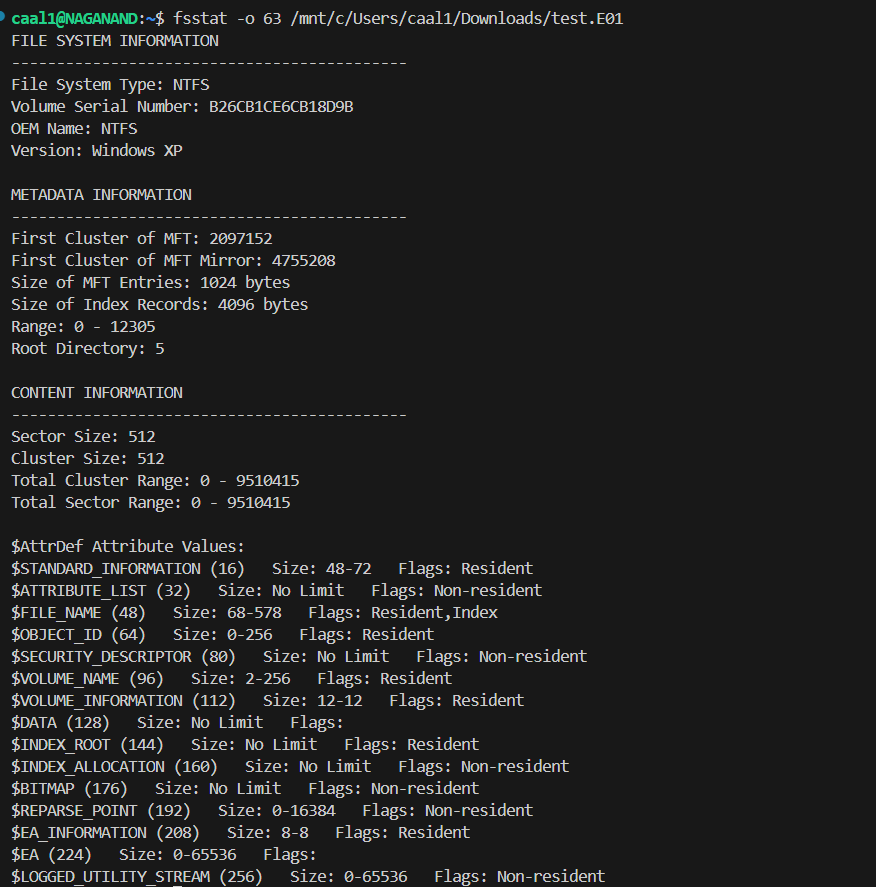 caal1@NAGANAND:~$ fsstat -o 63 /mnt/c/Users/caal1/Downloads/test.E01
FILE SYSTEM INFORMATION
--------------------------------------------
File System Type: NTFS
Volume Serial Number: B26CB1CE6CB18D9B
OEM Name: NTFS
Version: Windows XP

METADATA INFORMATION
--------------------------------------------
First Cluster of MFT: 2097152
First Cluster of MFT Mirror: 4755208
Size of MFT Entries: 1024 bytes
Size of Index Records: 4096 bytes
Range: 0 - 12305
Root Directory: 5

CONTENT INFORMATION
--------------------------------------------
Sector Size: 512
Cluster Size: 512
Total Cluster Range: 0 - 9510415
Total Sector Range: 0 - 9510415

$AttrDef Attribute Values:
$STANDARD_INFORMATION (16)   Size: 48-72   Flags: Resident
$ATTRIBUTE_LIST (32)   Size: No Limit   Flags: Non-resident
$FILE_NAME (48)   Size: 68-578   Flags: Resident,Index
$OBJECT_ID (64)   Size: 0-256   Flags: Resident
$SECURITY_DESCRIPTOR (80)   Size: No Limit   Flags: Non-resident
$VOLUME_NAME (96)   Size: 2-256   Flags: Resident
$VOLUME_INFORMATION (112)   Size: 12-12   Flags: Resident
$DATA (128)   Size: No Limit   Flags:
$INDEX_ROOT (144)   Size: No Limit   Flags: Resident
$INDEX_ALLOCATION (160)   Size: No Limit   Flags: Non-resident
$BITMAP (176)   Size: No Limit   Flags: Non-resident
$REPARSE_POINT (192)   Size: 0-16384   Flags: Non-resident
$EA_INFORMATION (208)   Size: 8-8   Flags: Resident
$EA (224)   Size: 0-65536   Flags:
$LOGGED_UTILITY_STREAM (256)   Size: 0-65536   Flags: Non-resident